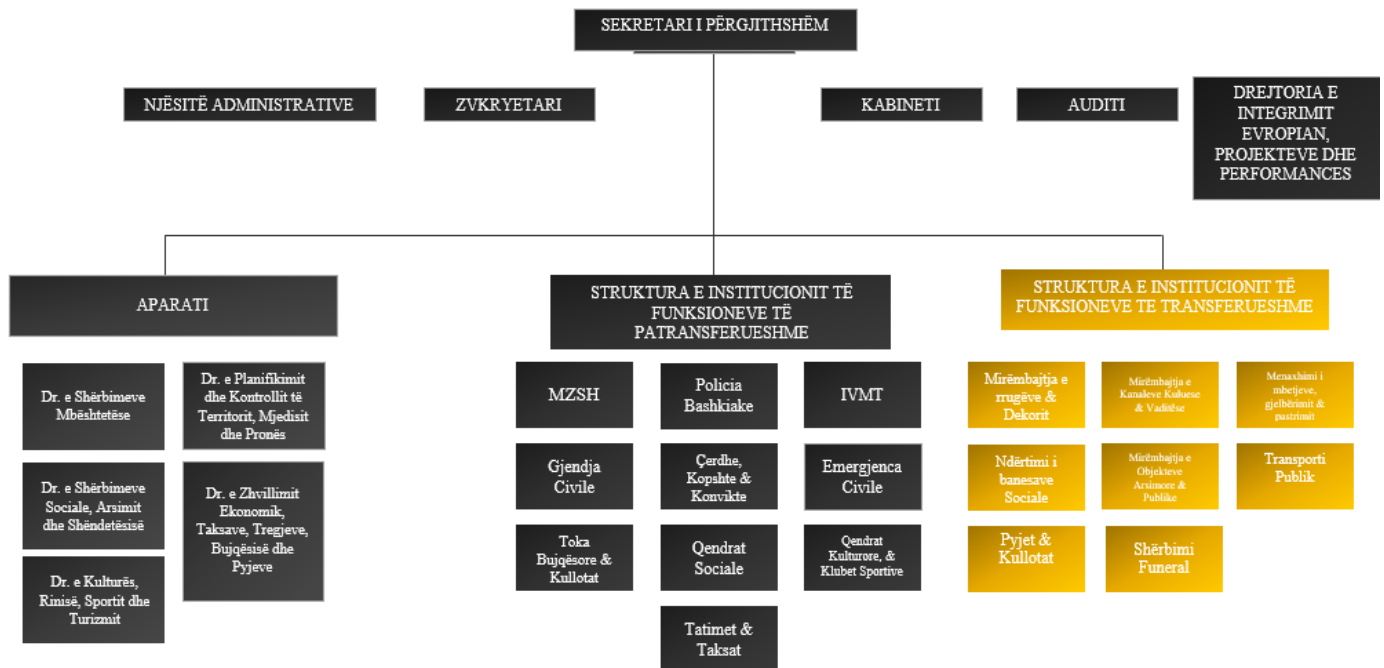 SEKRETARI I PËRGJITHSHËM
NJËSITË ADMINISTRATIVE
ZVKRYETARI
KABINETI
AUDITI
DREJTORIA E
INTEGRIMIT
EVROPIAN,
PROJEKTEVE DHE
PERFORMANCES
APARATI
STRUKTURA E INSTITUCIONIT TË
FUNKSIONEVE TË
PATRANSFERUESHME
STRUKTURA E INSTITUCIONIT TË
FUNKSIONEVE TE TRANSFERUESHME
Dr. e Shërbimeve
Mbështetëse
Dr. e Planifikimit
dhe Kontrollit të
Territorit, Mjedisit
dhe Pronës
Dr. e Shërbimeve
Sociale, Arsimit
dhe Shëndetësisë
Dr. e Zhvillimit
Ekonomik,
Taksave, Tregjeve,
Bujqësisë dhe
Pyjeve
Dr. e Kulturës,
Rinisë, Sportit dhe
Turizmit
MZSH
Policia
Bashkiake
IVMT
Gjendja
Civile
Çerdhe,
Kopshte &
Konvikte
Emergjenca
Civile
Toka
Bujqësore &
Kullotat
Qendrat
Sociale
Qendrat
Kulturore, &
Klubet Sportive
Tatimet &
Taksat
Mirëmbajtja e
rrugëve &
Dekorit
Mirëmbajtja e
Kanaleve Kulluese
& Vaditëse
Menaxhimi i
mbetjeve,
gjelbërimit &
pastrimit
Ndërtimi i
banesave
Sociale
Mirëmbajtja e
Objekteve
Arsimore &
Publike
Transporti
Publik
Pyjet &
Kullotat
Shërbimi
Funeral